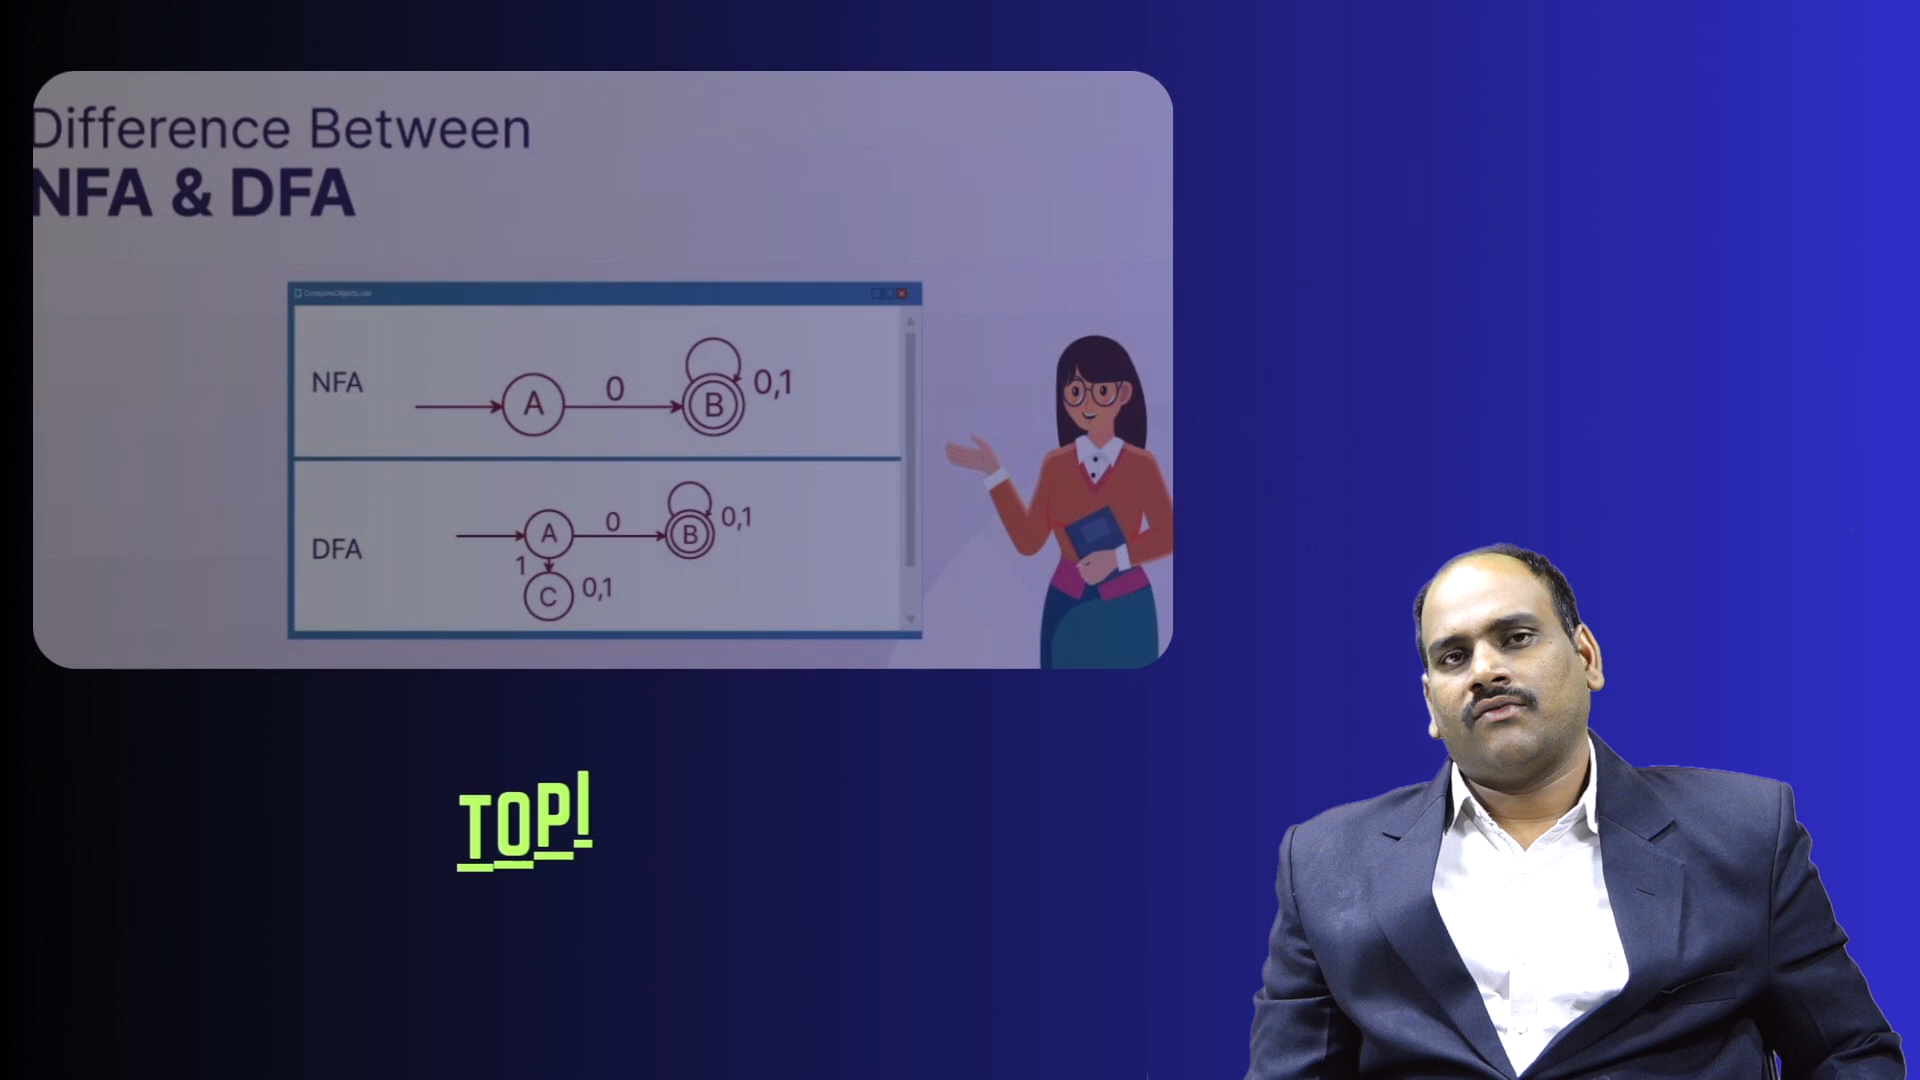 Difference Between
NFA & DFA
NFA
A
0
B
0,1
DFA
A
0
B
0,1
1
C
0,1
TOP!